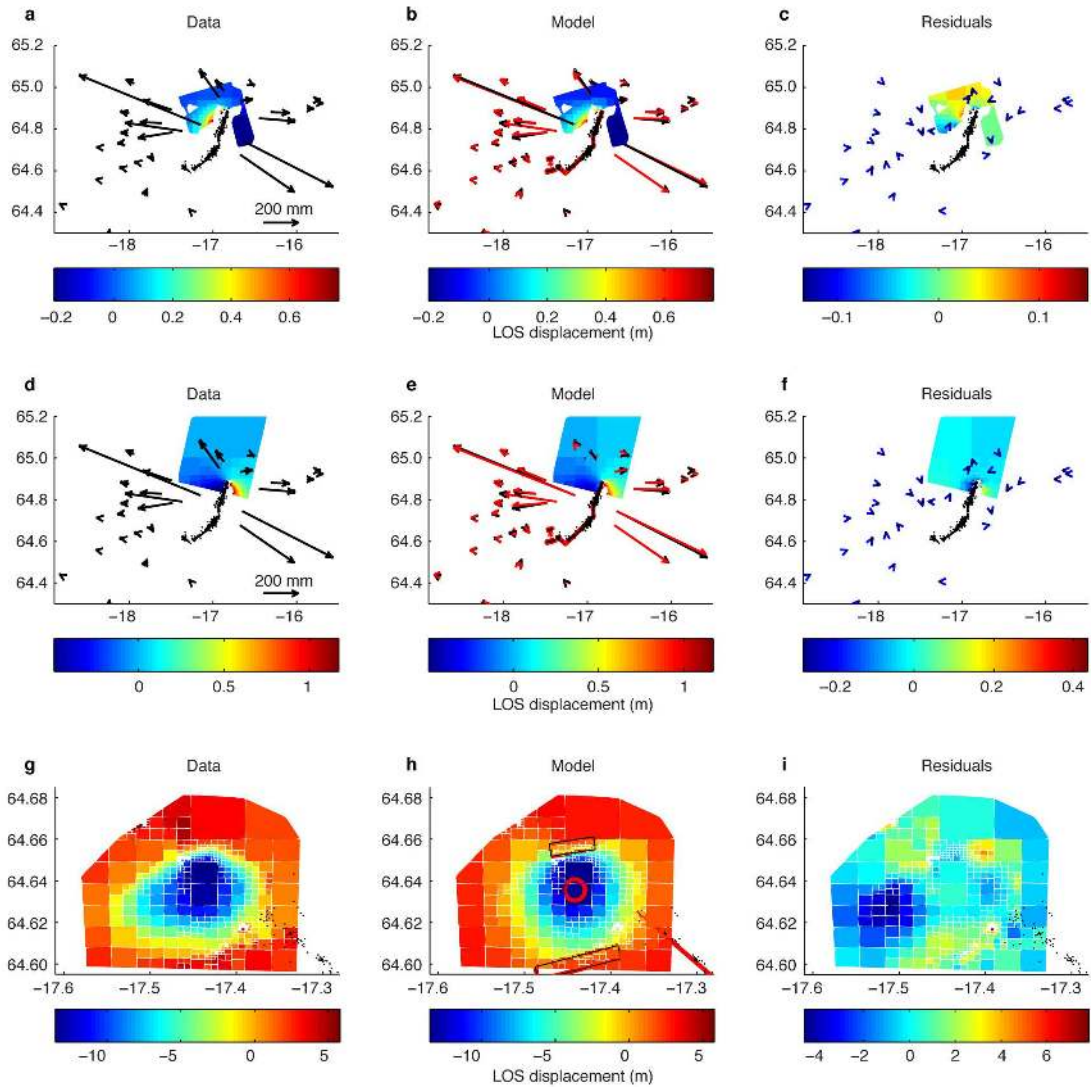 a b c
Data Model Residuals
65.2 65.2 65.2
65.0 65.0 65.0
64.8 64.8 64.8
64.6 64.6 64.6
64.4 200 mm 64.4 64.4
−18 −17 −16 −18 −17 −16 −18 −17 −16
−0.2 0 0.2 0.4 0.6 −0.2 0 0.2 0.4 0.6 −0.1 0 0.1
LOS displacement (m)
d e f
Data Model Residuals
65.2 65.2 65.2
65.0 65.0 65.0
64.8 64.8 64.8
64.6 64.6 64.6
64.4 200 mm 64.4 64.4
−18 −17 −16 −18 −17 −16 −18 −17 −16
0 0.5 1 0 0.5 1 −0.2 0 0.2 0.4
LOS displacement (m)
g h i
Data Model Residuals
64.68 64.68 64.68
64.66 64.66 64.66
64.64 64.64 64.64
64.62 64.62 64.62
64.60 64.60 64.60
−17.6 −17.5 −17.4 −17.3 −17.6 −17.5 −17.4 −17.3 −17.6 −17.5 −17.4 −17.3
−10 −5 0 5 −10 −5 0 5 −4 −2 0 2 4 6
LOS displacement (m)